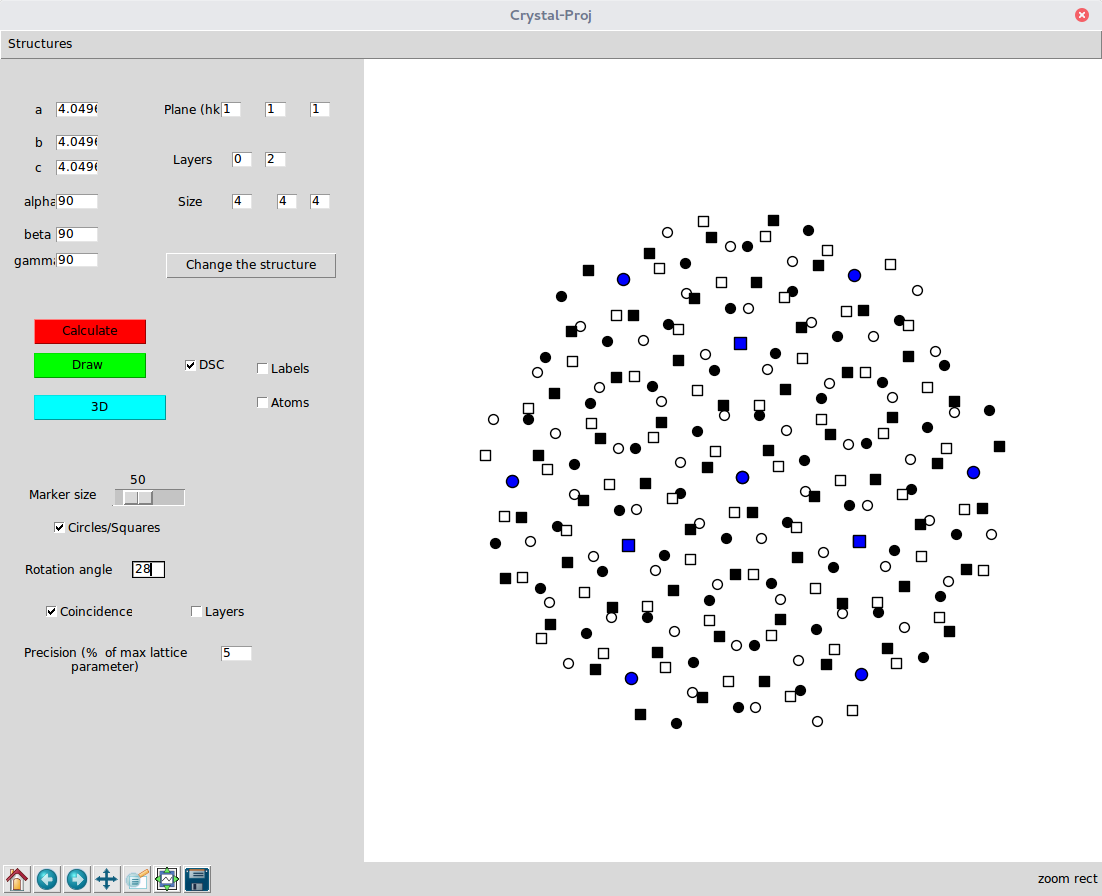 Crystal-Proj
Structures
a 4.0496 Plane (hk 1 1 1
b 4.0496
c 4.0496
Layers 0 2
alpha 90 Size 4 4 4
beta 90
gamma 90
Change the structure
Calculate
Draw
DSC
Labels
3D
Atoms
50
Marker size
Circles/Squares
Rotation angle 28
Coincidence
Layers
Precision (% of max lattice 5
parameter)
zoom rect